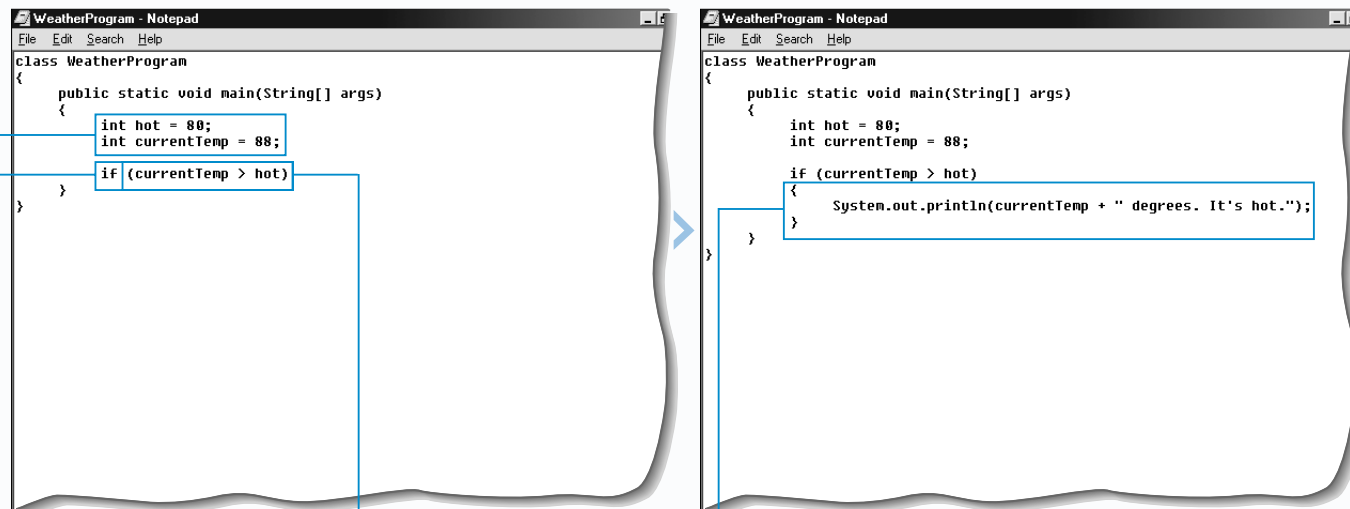 WeatherProgram - Notepad
File Edit Search Help
class WeatherProgram
{
public static void main(String[] args)
{
int hot = 80;
int currentTemp = 88;
if (currentTemp > hot)
}
}
WeatherProgram - Notepad
File Edit Search Help
class WeatherProgram
{
public static void main(String[] args)
{
int hot = 80;
int currentTemp = 88;
if (currentTemp > hot)
{
System.out.println(currentTemp + " degrees. It's hot.");
}
}
}